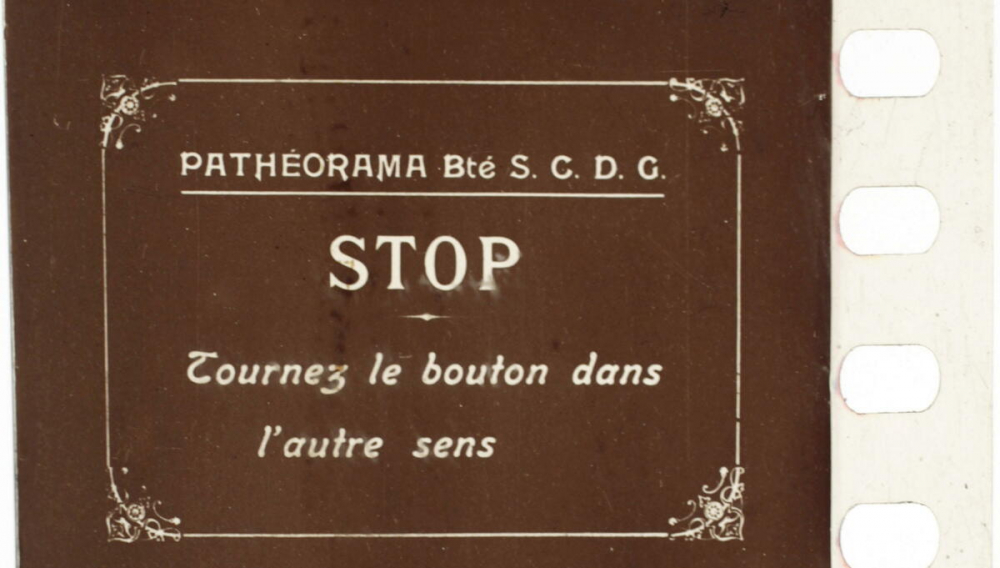 PATHÉORAMA Bté S. G. D. G.
STOP
Tournez le bouton dans
l'autre sens